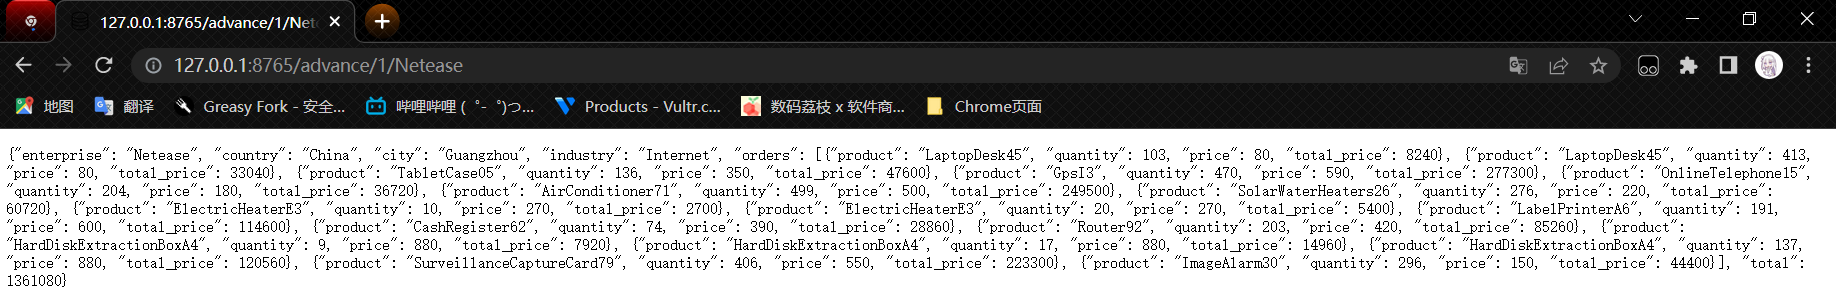 127.0.0.1:8765/advance/1/Net
127.0.0.1:8765/advance/1/Netease
地图 翻译 Greasy Fork - 安全... 哔哩哔哩 (゜-゜)つ... Products - Vultr.c... 数码荔枝 x 软件商... Chrome页面
{"enterprise": "Netease", "country": "China", "city": "Guangzhou", "industry": "Internet", "orders": [{"product": "LaptopDesk45", "quantity": 103, "price": 80, "total_price": 8240}, {"product": "LaptopDesk45", "quantity": 413,
"price": 80, "total_price": 33040}, {"product": "TabletCase05", "quantity": 136, "price": 350, "total_price": 47600}, {"product": "GpsI3", "quantity": 470, "price": 590, "total_price": 277300}, {"product": "OnlineTelephone15",
"quantity": 204, "price": 180, "total_price": 36720}, {"product": "AirConditioner71", "quantity": 499, "price": 500, "total_price": 249500}, {"product": "SolarWaterHeaters26", "quantity": 276, "price": 220, "total_price":
60720}, {"product": "ElectricHeaterE3", "quantity": 10, "price": 270, "total_price": 2700}, {"product": "ElectricHeaterE3", "quantity": 20, "price": 270, "total_price": 5400}, {"product": "LabelPrinterA6", "quantity": 191,
"price": 600, "total_price": 114600}, {"product": "CashRegister62", "quantity": 74, "price": 390, "total_price": 28860}, {"product": "Router92", "quantity": 203, "price": 420, "total_price": 85260}, {"product":
"HardDiskExtractionBoxA4", "quantity": 9, "price": 880, "total_price": 7920}, {"product": "HardDiskExtractionBoxA4", "quantity": 17, "price": 880, "total_price": 14960}, {"product": "HardDiskExtractionBoxA4", "quantity": 137,
"price": 880, "total_price": 120560}, {"product": "SurveillanceCaptureCard79", "quantity": 406, "price": 550, "total_price": 223300}, {"product": "ImageAlarm30", "quantity": 296, "price": 150, "total_price": 44400}], "total":
1361080}